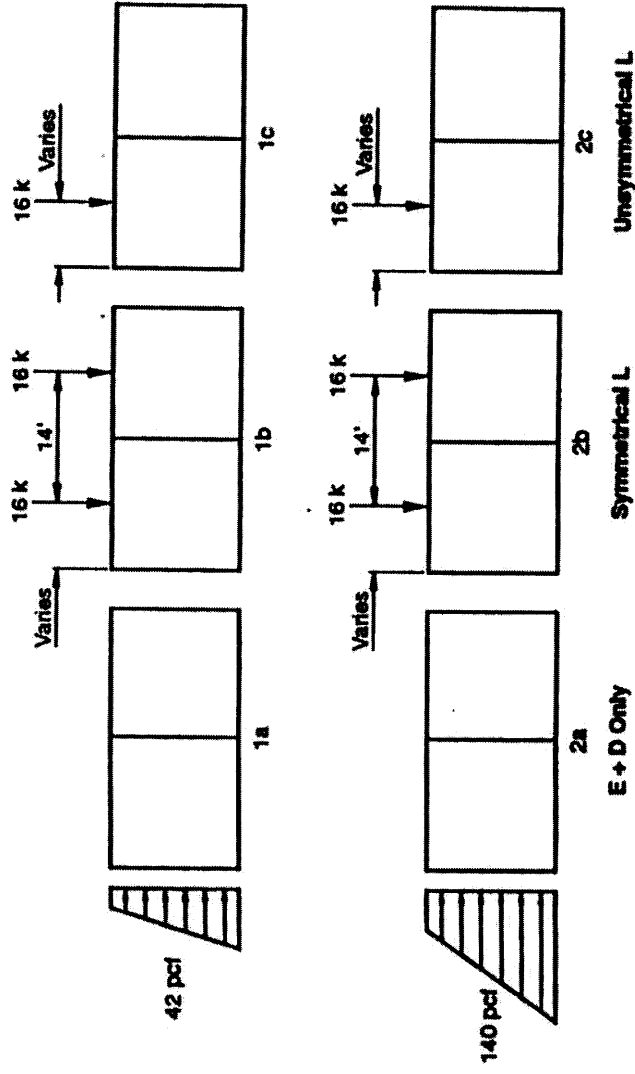 16 k
16 k
16 k
Varies
14'
Varies
42 pcf
1a
1b
1c
16 k
16 k
16 k
Varies
14'
Varies
140 pcf
2a
2b
2c
E + D Only
Symmetrical L
Unsymmetrical L